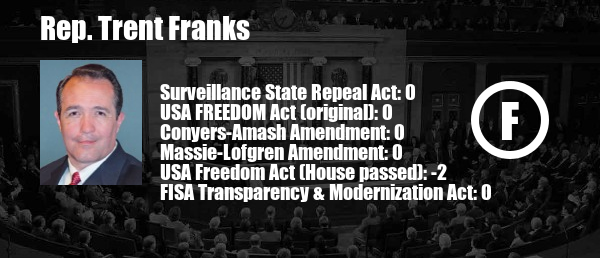 Rep. Trent Franks
Surveillance State Repeal Act: 0
USA FREEDOM Act (original): 0
Conyers-Amash Amendment: 0
Massie-Lofgren Amendment: 0
USA Freedom Act (House passed): -2
FISA Transparency & Modernization Act: 0
F